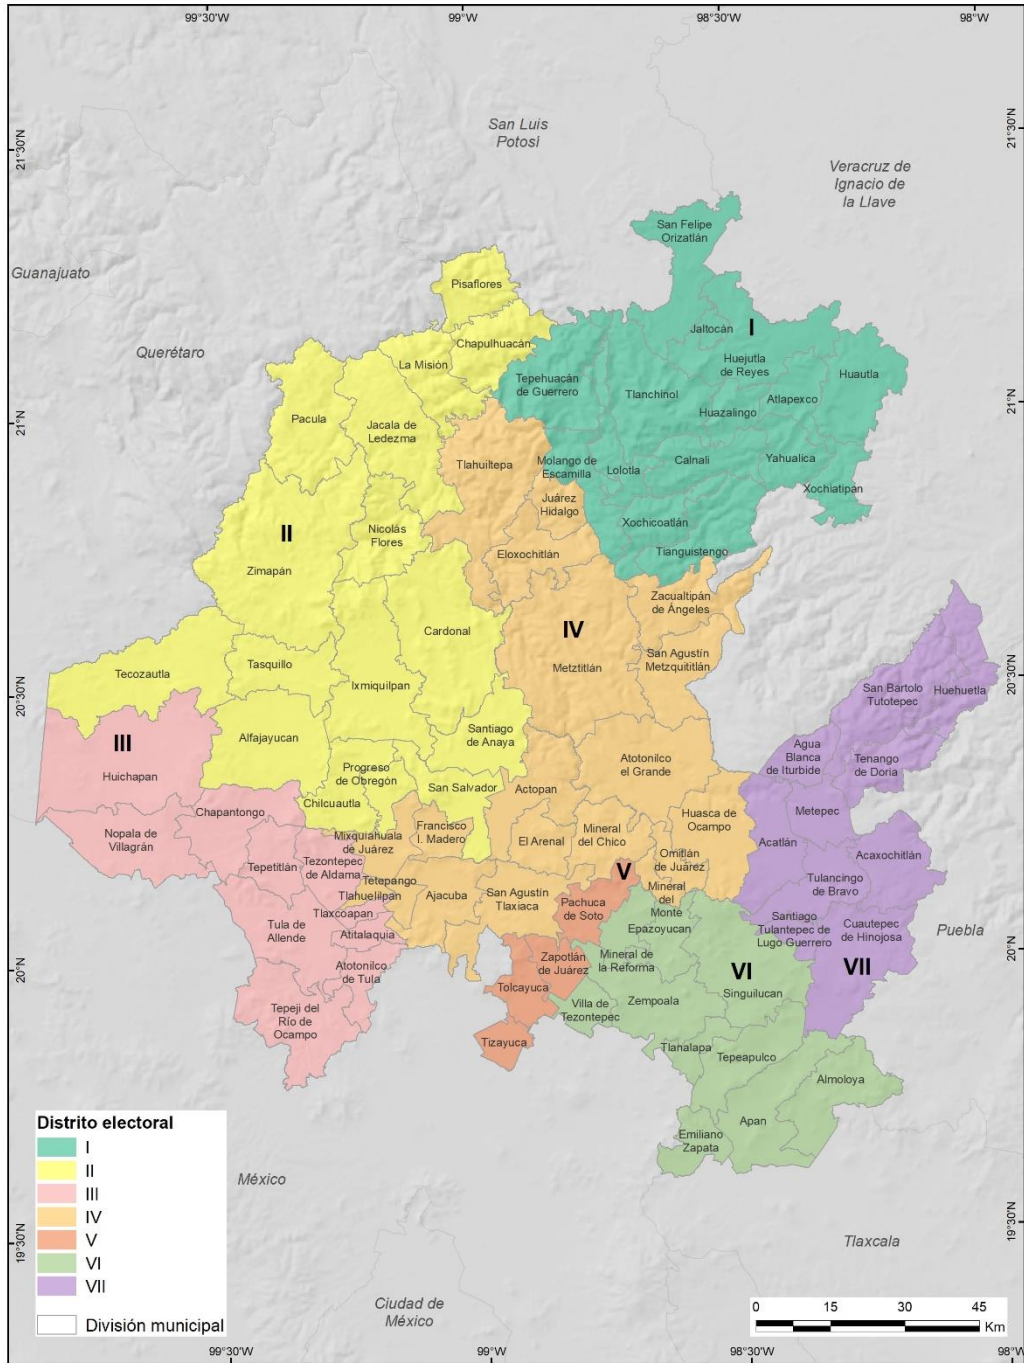 99°30'W
99°W
98°30'W
98°W
21°30'N
21°30'N
San Luis
Potosí
Veracruz de
Ignacio de
la Llave
San Felipe
Orizatlán
Guanajuato
Pisaflores
I
Jaltocán
Querétaro
Chapulhuacán
La Misión
Huejutla
de Reyes
Huautla
Tepehuacán
de Guerrero
Tlanchinol
Atlapexco
Huazalingo
21°N
21°N
Pacula
Jacala de
Ledezma
Tlahuiltepa
Molango de
Escamilla
Lolotla
Calnali
Yahualica
Xochiatipan
Juárez
Hidalgo
II
Nicolás
Flores
Xochicoatlán
Eloxochitlán
Tianguistengo
Zimapán
Zacualtipán
de Ángeles
Cardonal
IV
Metztitlán
San Agustín
Metzquititlán
Tecozautla
Tasquillo
Ixmiquilpan
20°30'N
20°30'N
San Bartolo
Tutotepec
Huehuetla
III
Huichapan
Alfajayucan
Santiago
de Anaya
Agua
Blanca
de Iturbide
Tenango
de Doria
Atotonilco
el Grande
Progreso
de Obregón
San Salvador
Actopan
Chilcuautla
Chapantongo
Metepec
Huasca de
Ocampo
Nopala de
Villagrán
Mixquiahuala
de Juárez
Francisco
I. Madero
El Arenal
Mineral
del Chico
Acatlán
Acaxochitlán
Omitlán
de Juárez
Tepetitlán
Tezontepec
de Aldama
Tetepango
V
Tulancingo
de Bravo
Tlahuelilpan
Ajacuba
San Agustín
Tlaxiaca
Mineral
del
Monte
Pachuca
de Soto
Tlaxcoapan
Tula de
Allende
Atitalaquia
Epazoyucan
Santiago
Tulantepec de
Lugo Guerrero
Cuautepec
de Hinojosa
Puebla
20°N
20°N
Atotonilco
de Tula
Zapotlán
de Juárez
Mineral de
la Reforma
VI
VII
Tolcayuca
Singuilucan
Tepeji del
Río de
Ocampo
Villa de
Tezontepec
Zempoala
Tizayuca
Tlanalapa
Tepeapulco
Almoloya
Apan
Emiliano
Zapata
Distrito electoral
I
II
III
IV
V
VI
VII
División municipal
México
Tlaxcala
Ciudad de
México
19°30'N
19°30'N
0 15 30 45
Km
99°30'W
99°W
98°30'W
98°W